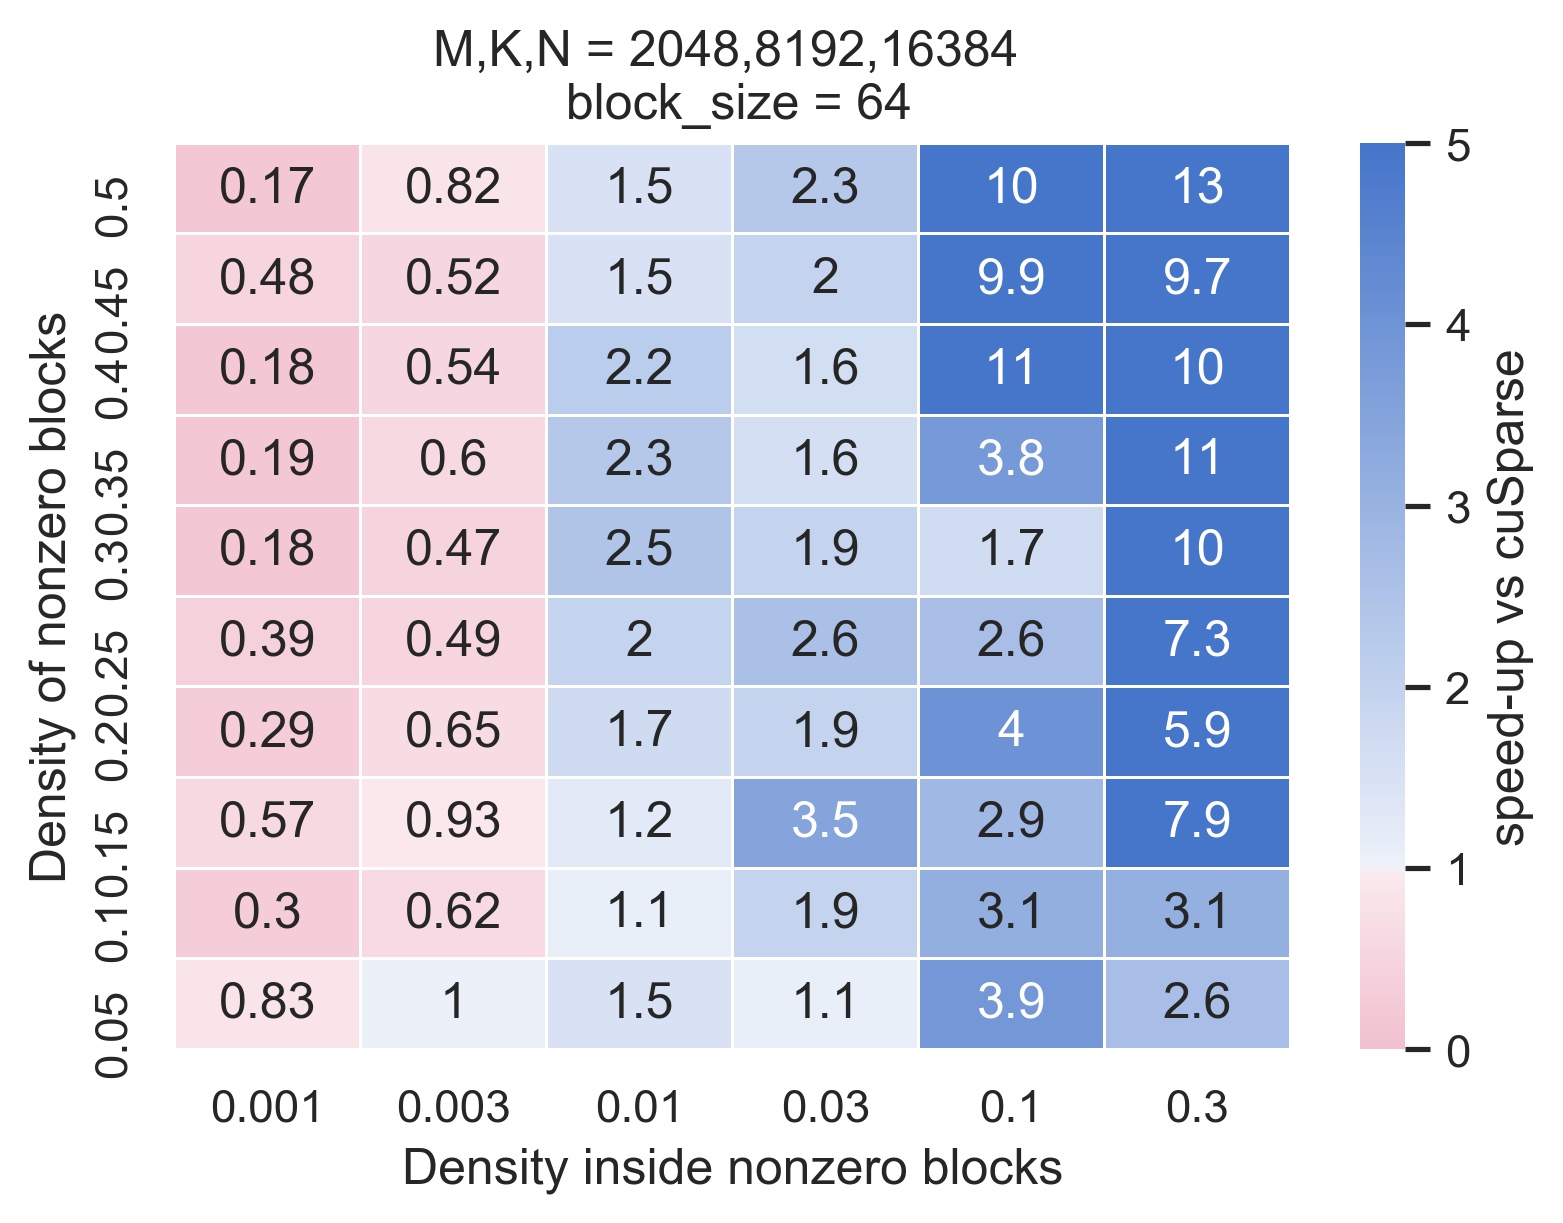 M,K,N = 2048,8192,16384
block_size = 64
Density of nonzero blocks
0.5 0.17 0.82 1.5 2.3 10 13
0.45 0.48 0.52 1.5 2 9.9 9.7
0.4 0.18 0.54 2.2 1.6 11 10
0.35 0.19 0.6 2.3 1.6 3.8 11
0.30 0.18 0.47 2.5 1.9 1.7 10
0.25 0.39 0.49 2 2.6 2.6 7.3
0.20 0.29 0.65 1.7 1.9 4 5.9
0.15 0.57 0.93 1.2 3.5 2.9 7.9
0.10 0.3 0.62 1.1 1.9 3.1 3.1
0.05 0.83 1 1.5 1.1 3.9 2.6
0.001 0.003 0.01 0.03 0.1 0.3
Density inside nonzero blocks
5
4
3
2
1
0
speed-up vs cuSparse